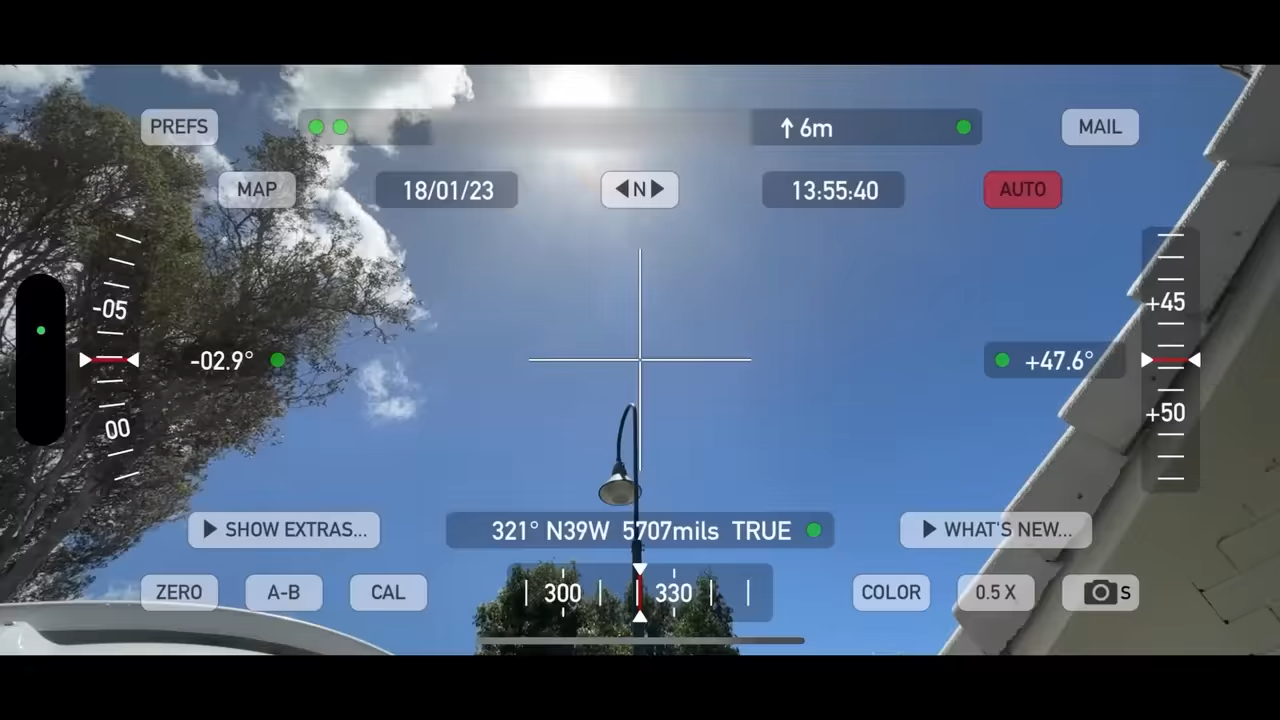 PREFS
↑ 6m
MAIL
MAP
18/01/23
◀N▶
13:55:40
AUTO
-05
+45
-02.9°
+47.6°
00
+50
▶ SHOW EXTRAS...
321° N39W 5707mils TRUE
▶ WHAT'S NEW...
ZERO
A-B
CAL
300
330
COLOR
0.5 X
S